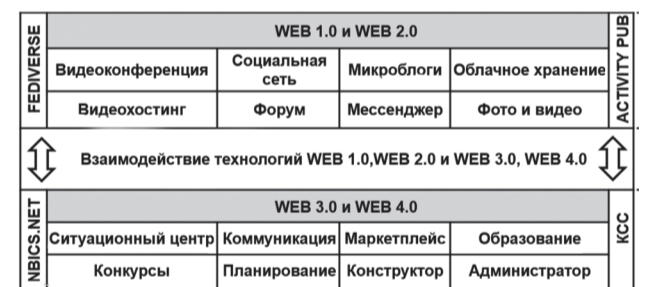 FEDIVERSE
WEB 1.0 и WEB 2.0
ACTIVITY PUB
Видеоконференция
Социальная
сеть
Микроблоги
Облачное хранение
Видеохостинг
Форум
Мессенджер
Фото и видео
Взаимодействие технологий WEB 1.0,WEB 2.0 и WEB 3.0, WEB 4.0
NBICS.NET
WEB 3.0 и WEB 4.0
КСС
Ситуационный центр
Коммуникация
Маркетплейс
Образование
Конкурсы
Планирование
Конструктор
Администратор